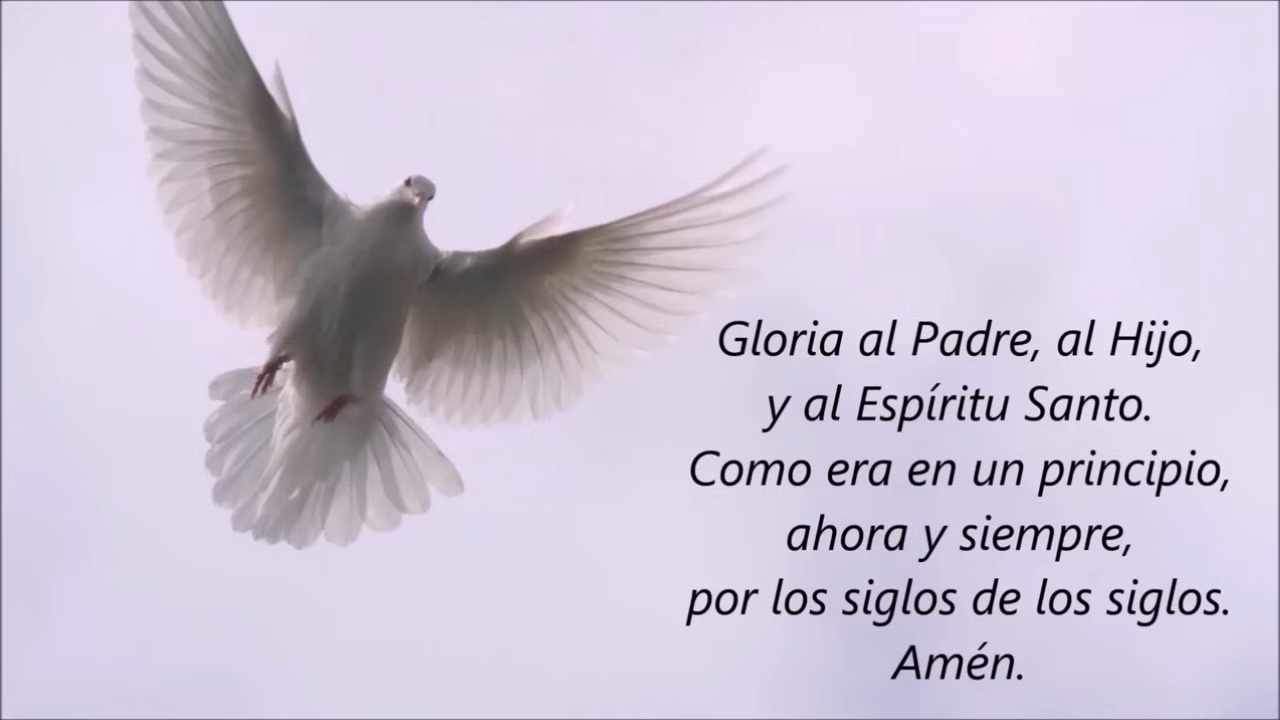 Gloria al Padre, al Hijo,
y al Espíritu Santo.
Como era en un principio,
ahora y siempre,
por los siglos de los siglos.
Amén.